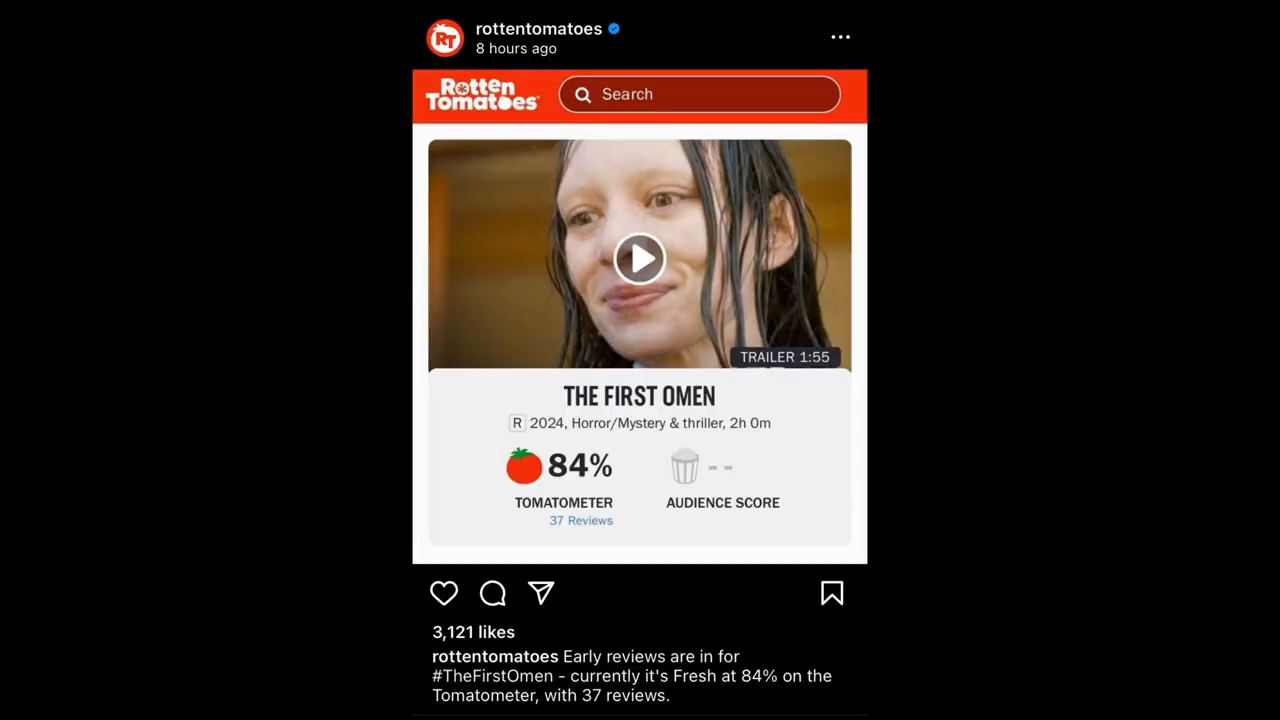 RT
rottentomatoes
8 hours ago
Rotten
Tomatoes
Search
TRAILER 1:55
THE FIRST OMEN
R 2024, Horror/Mystery & thriller, 2h 0m
84%
- -
TOMATOMETER
AUDIENCE SCORE
37 Reviews
3,121 likes
rottentomatoes Early reviews are in for
#TheFirstOmen - currently it's Fresh at 84% on the
Tomatometer, with 37 reviews.